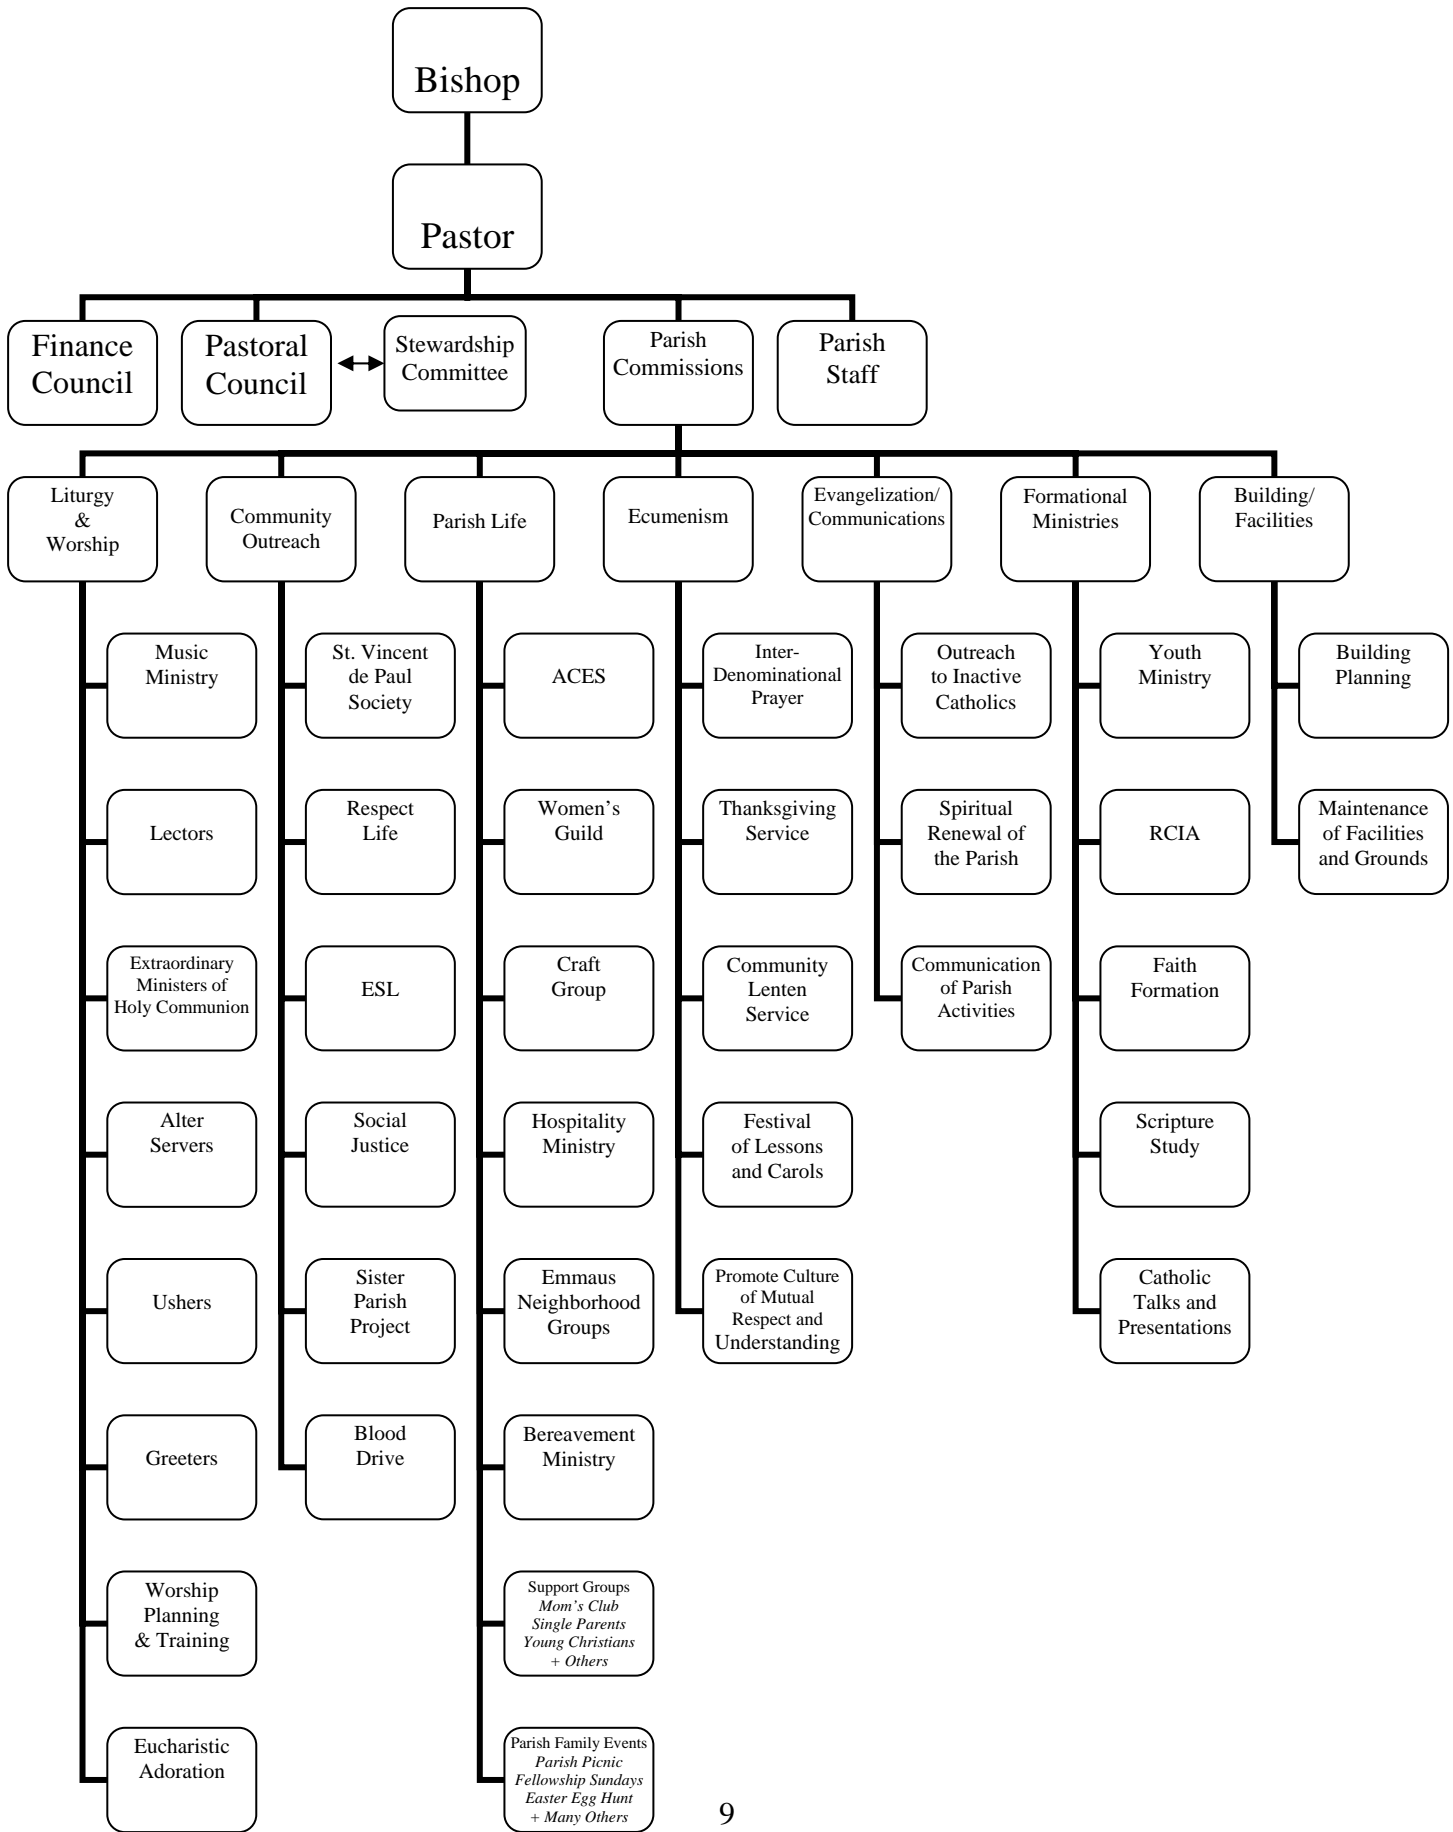 Bishop
Pastor
Finance
Council
Pastoral
Council
Stewardship
Committee
Parish
Commissions
Parish
Staff
Liturgy
&
Worship
Community
Outreach
Parish Life
Ecumenism
Evangelization/
Communications
Formational
Ministries
Building/
Facilities
Music
Ministry
Lectors
Extraordinary
Ministers of
Holy Communion
Alter
Servers
Ushers
Greeters
Worship
Planning
& Training
Eucharistic
Adoration
St. Vincent
de Paul
Society
Respect
Life
ESL
Social
Justice
Sister
Parish
Project
Blood
Drive
ACES
Women’s
Guild
Craft
Group
Hospitality
Ministry
Emmaus
Neighborhood
Groups
Bereavement
Ministry
Support Groups
Mom’s Club
Single Parents
Young Christians
+ Others
Parish Family Events
Parish Picnic
Fellowship Sundays
Easter Egg Hunt
+ Many Others
Inter-
Denominational
Prayer
Thanksgiving
Service
Community
Lenten
Service
Festival
of Lessons
and Carols
Promote Culture
of Mutual
Respect and
Understanding
Outreach
to Inactive
Catholics
Spiritual
Renewal of
the Parish
Communication
of Parish
Activities
Youth
Ministry
RCIA
Faith
Formation
Scripture
Study
Catholic
Talks and
Presentations
Building
Planning
Maintenance
of Facilities
and Grounds
9